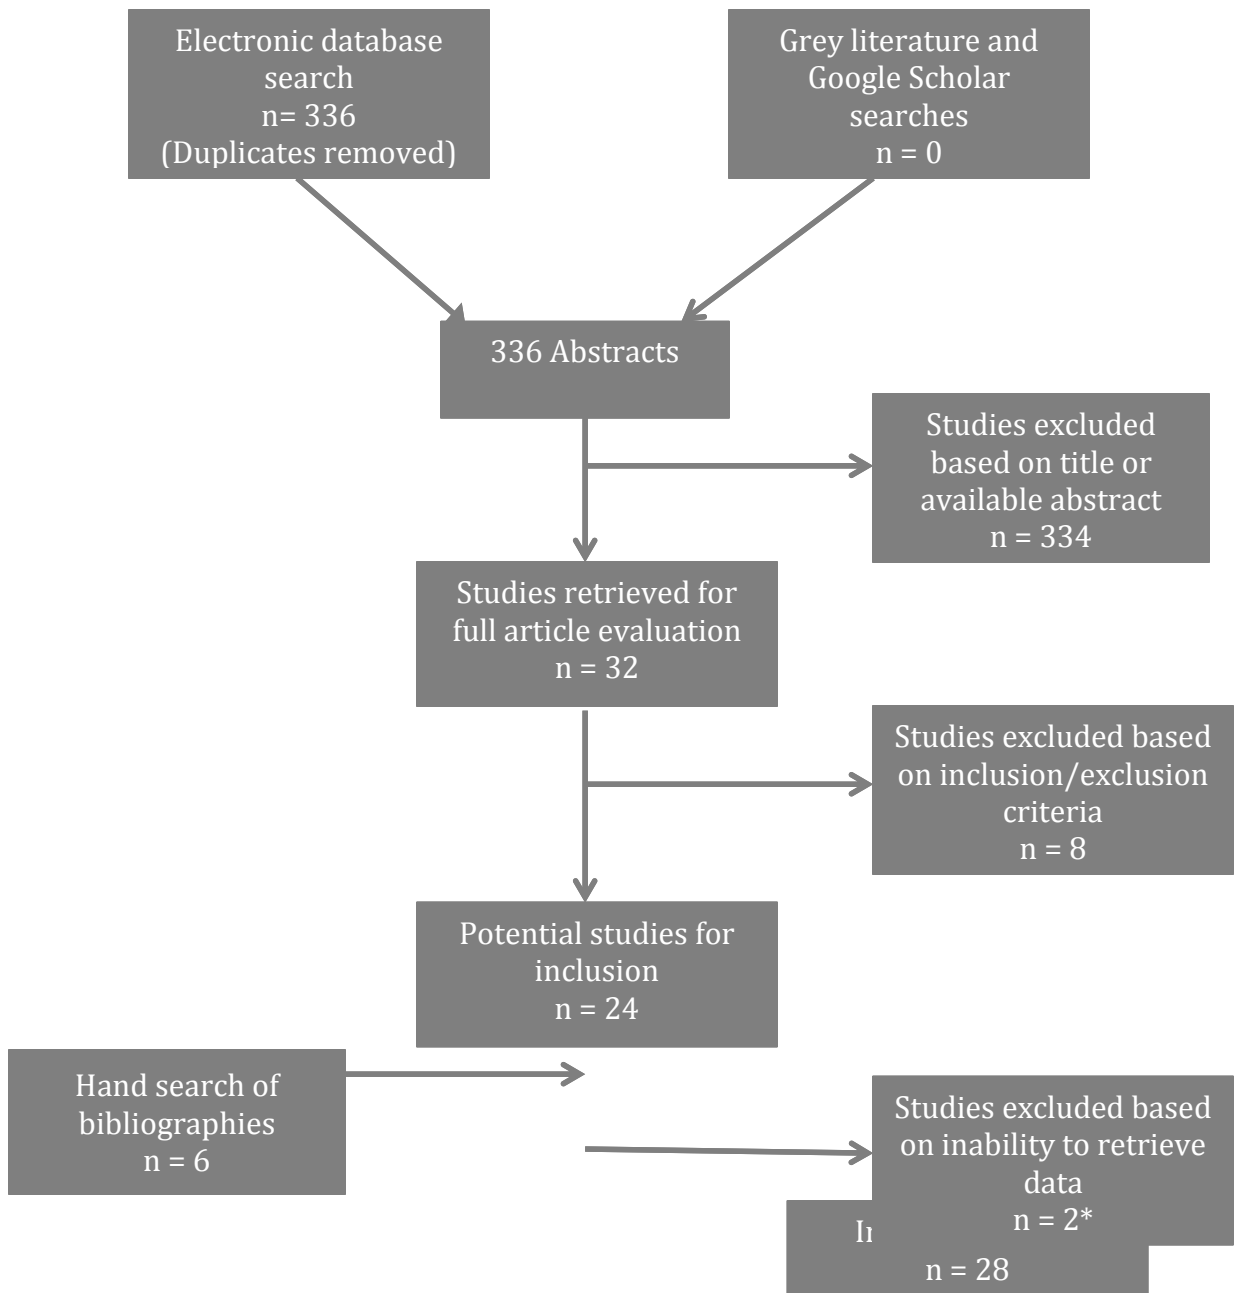 Electronic database
search
n= 336
(Duplicates removed)
Grey literature and
Google Scholar
searches
n = 0
336 Abstracts
Studies excluded
based on title or
available abstract
n = 334
Studies retrieved for
full article evaluation
n = 32
Studies excluded based
on inclusion/exclusion
criteria
n = 8
Potential studies for
inclusion
n = 24
Hand search of
bibliographies
n = 6
Studies excluded based
on inability to retrieve
data
n = 2*
n = 28